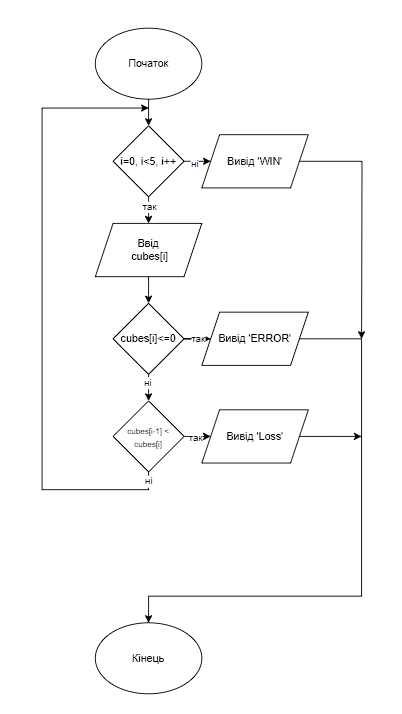 Початок
i=0, i<5, i++
ні
Вивід 'WIN'
так
Ввід
cubes[i]
cubes[i]<=0
так
Вивід 'ERROR'
ні
cubes[i-1] <
cubes[i]
так
Вивід 'Loss'
ні
Кінець